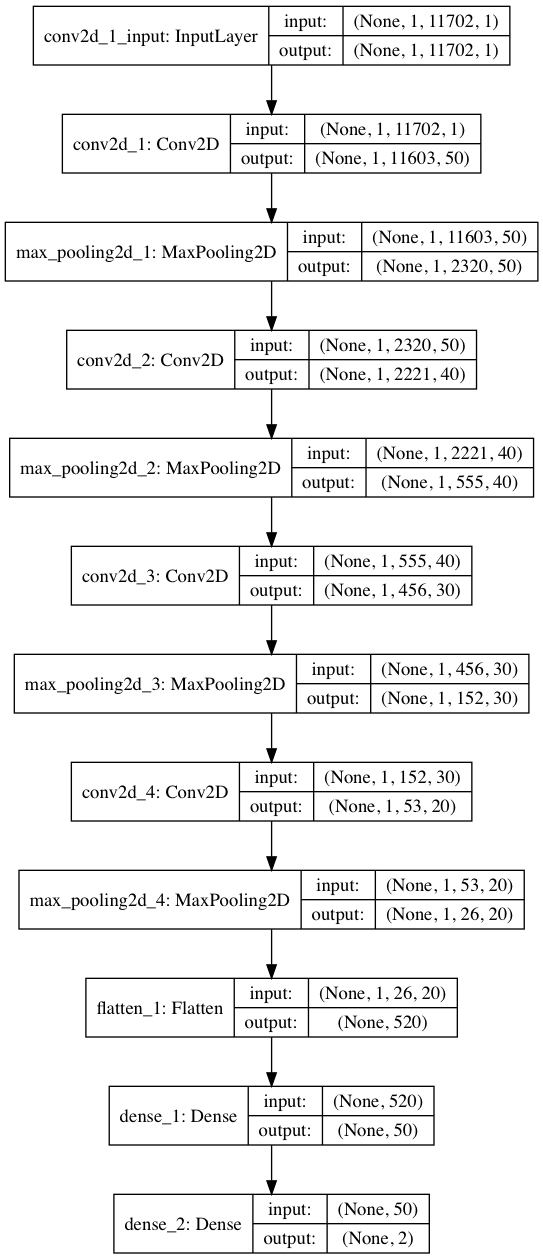 conv2d_1_input: InputLayer input: (None, 1, 11702, 1)
output: (None, 1, 11702, 1)
conv2d_1: Conv2D input: (None, 1, 11702, 1)
output: (None, 1, 11603, 50)
max_pooling2d_1: MaxPooling2D input: (None, 1, 11603, 50)
output: (None, 1, 2320, 50)
conv2d_2: Conv2D input: (None, 1, 2320, 50)
output: (None, 1, 2221, 40)
max_pooling2d_2: MaxPooling2D input: (None, 1, 2221, 40)
output: (None, 1, 555, 40)
conv2d_3: Conv2D input: (None, 1, 555, 40)
output: (None, 1, 456, 30)
max_pooling2d_3: MaxPooling2D input: (None, 1, 456, 30)
output: (None, 1, 152, 30)
conv2d_4: Conv2D input: (None, 1, 152, 30)
output: (None, 1, 53, 20)
max_pooling2d_4: MaxPooling2D input: (None, 1, 53, 20)
output: (None, 1, 26, 20)
flatten_1: Flatten input: (None, 1, 26, 20)
output: (None, 520)
dense_1: Dense input: (None, 520)
output: (None, 50)
dense_2: Dense input: (None, 50)
output: (None, 2)